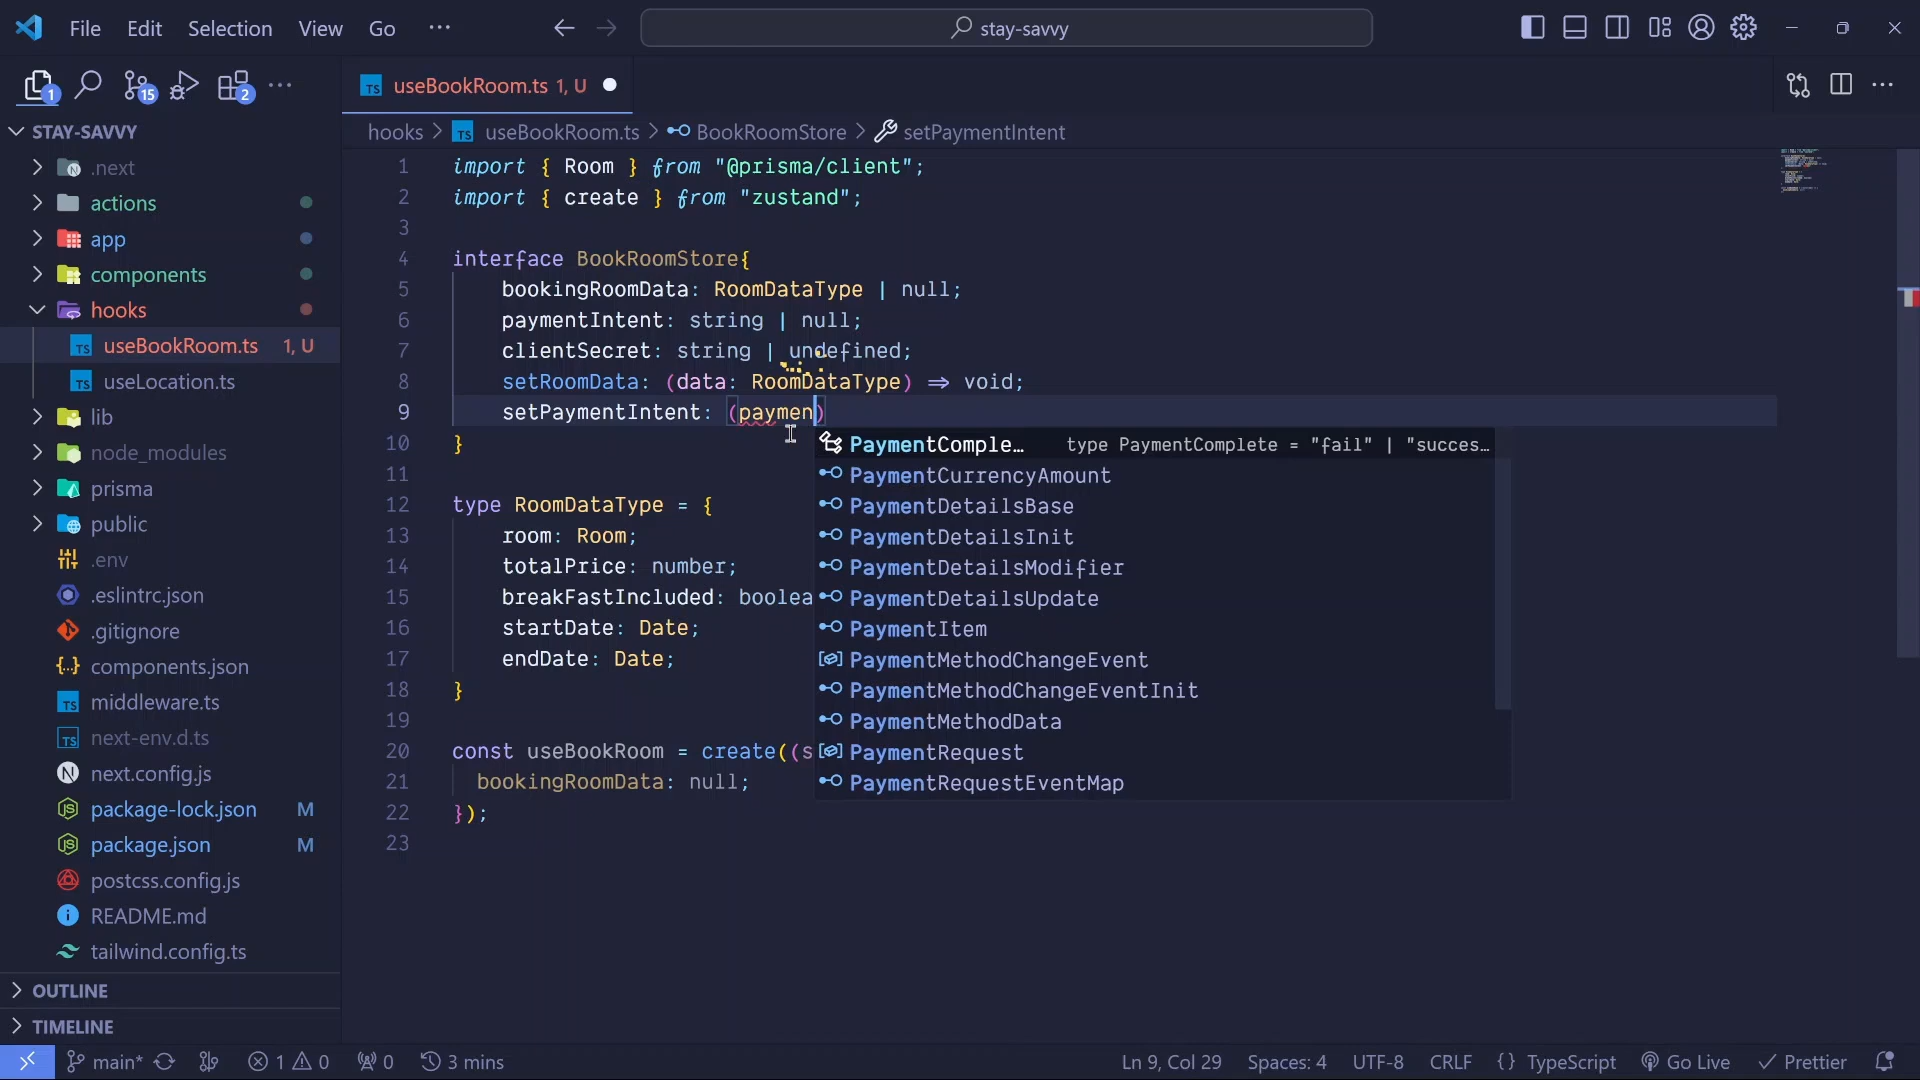 File Edit Selection View Go ··· stay-savvy
1 15 2 ···
useBookRoom.ts 1, U
STAY-SAVVY
hooks > TS useBookRoom.ts > BookRoomStore > setPaymentIntent
.next
actions
app
components
hooks
TS useBookRoom.ts 1, U
TS useLocation.ts
lib
node_modules
prisma
public
.env
.eslintrc.json
.gitignore
components.json
TS middleware.ts
TS next-env.d.ts
next.config.js
package-lock.json M
package.json M
postcss.config.js
README.md
tailwind.config.ts
OUTLINE
TIMELINE
1 import { Room } from "@prisma/client";
2 import { create } from "zustand";
3
4 interface BookRoomStore{
5 bookingRoomData: RoomDataType | null;
6 paymentIntent: string | null;
7 clientSecret: string | undefined;
8 setRoomData: (data: RoomDataType) => void;
9 setPaymentIntent: (paymen)
10 }
11
12 type RoomDataType = {
13 room: Room;
14 totalPrice: number;
15 breakFastIncluded: boolea
16 startDate: Date;
17 endDate: Date;
18 }
19
20 const useBookRoom = create((s
21 bookingRoomData: null;
22 });
23
PaymentComple… type PaymentComplete = "fail" | "succes…
PaymentCurrencyAmount
PaymentDetailsBase
PaymentDetailsInit
PaymentDetailsModifier
PaymentDetailsUpdate
PaymentItem
PaymentMethodChangeEvent
PaymentMethodChangeEventInit
PaymentMethodData
PaymentRequest
PaymentRequestEventMap
main* 1 0 0 3 mins Ln 9, Col 29 Spaces: 4 UTF-8 CRLF {} TypeScript Go Live Prettier